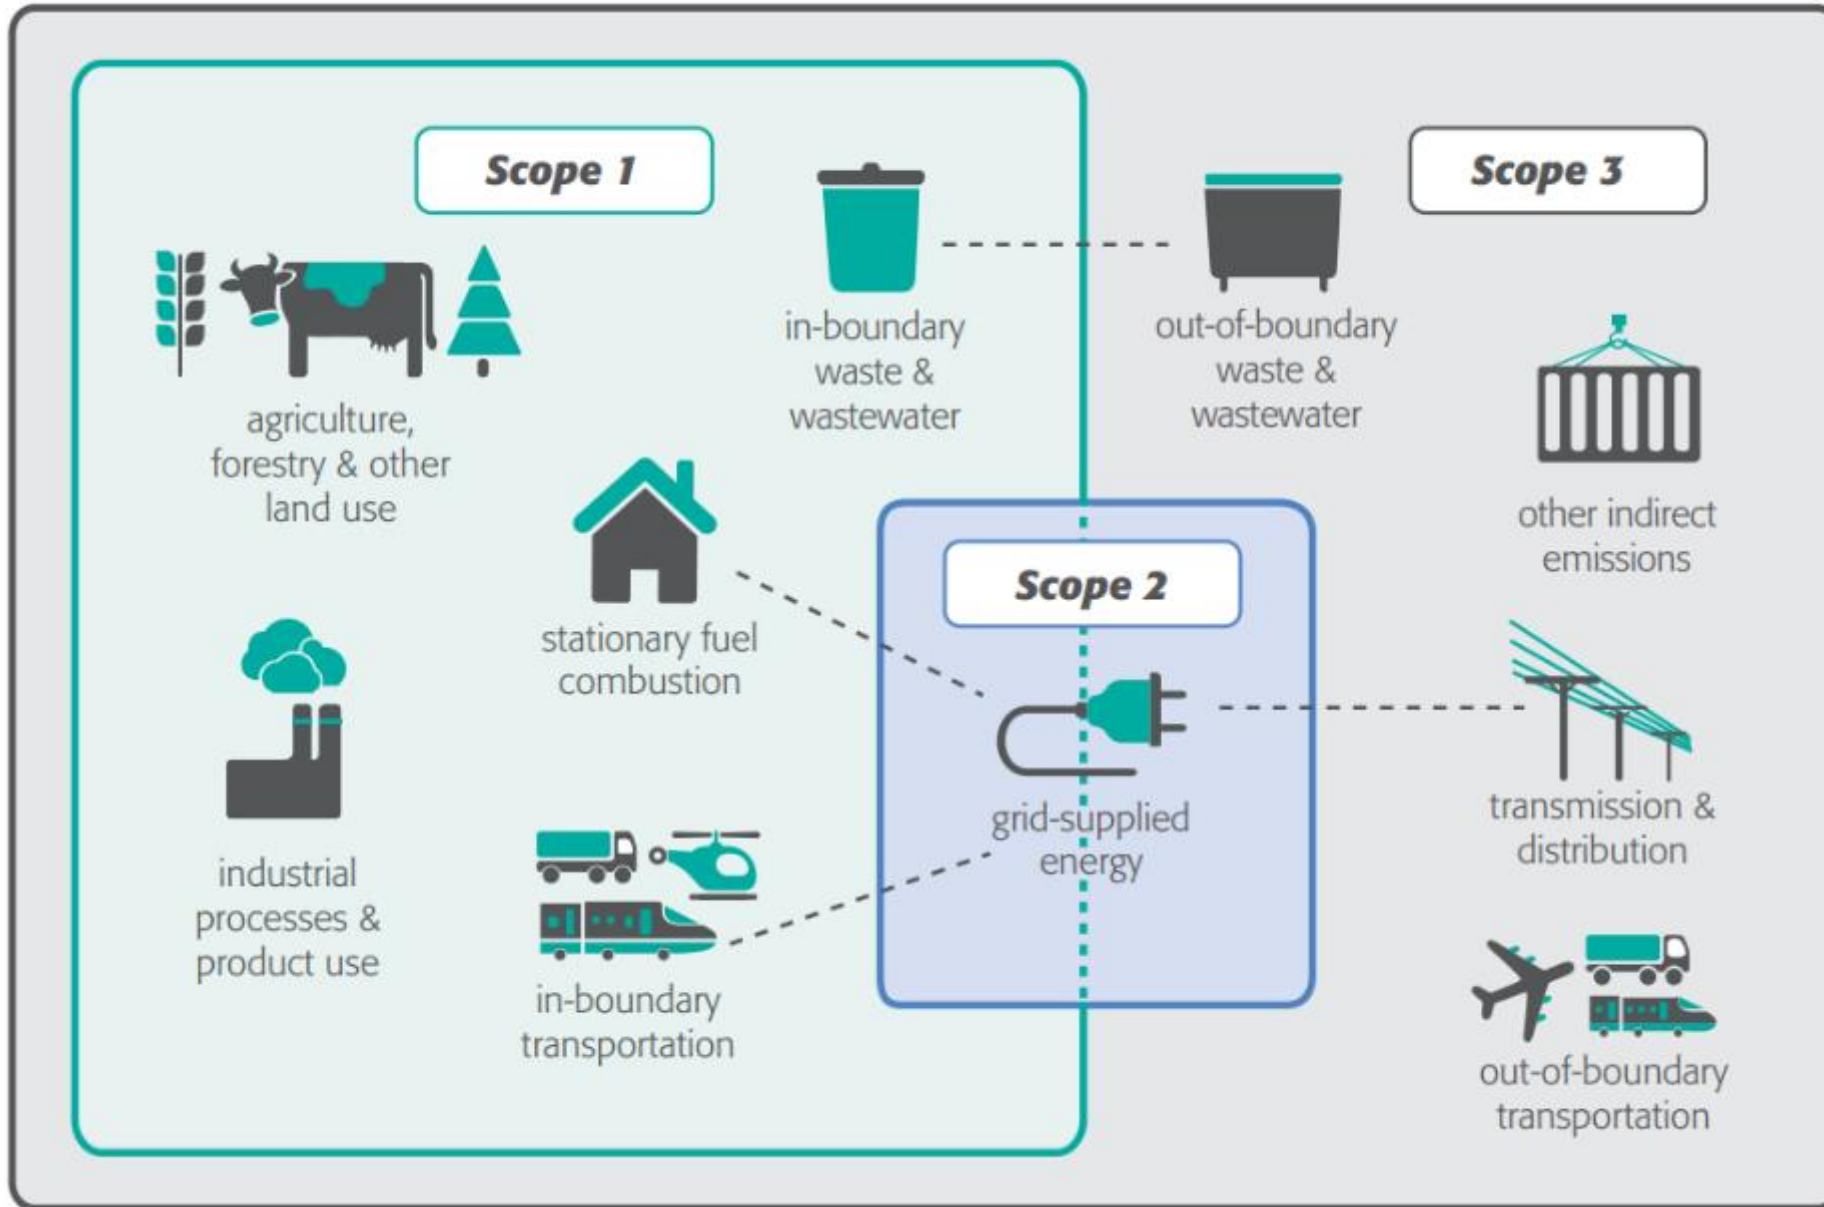 Scope 1
Scope 3
in-boundary
waste &
wastewater
out-of-boundary
waste &
wastewater
agriculture,
forestry & other
land use
other indirect
emissions
Scope 2
stationary fuel
combustion
grid-supplied
energy
transmission &
distribution
industrial
processes &
product use
in-boundary
transportation
out-of-boundary
transportation